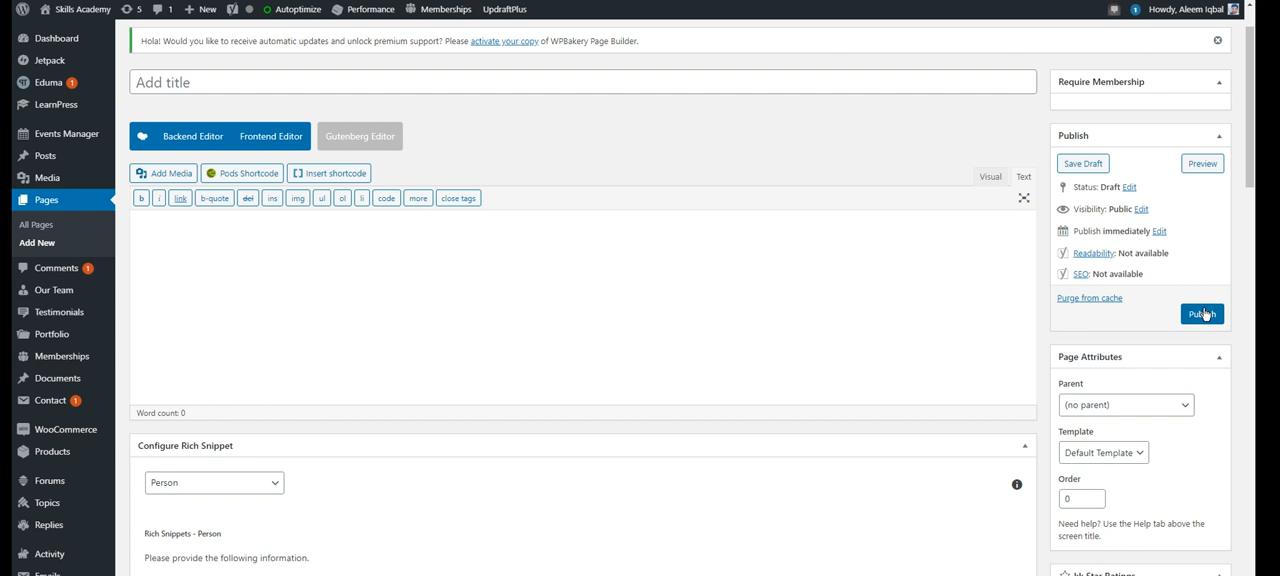 Skills Academy 5 1 New Autoptimize Performance Memberships UpdraftPlus 1 Howdy, Aleem Iqbal
Dashboard
Jetpack
Eduma 1
LearnPress
Events Manager
Posts
Media
Pages
All Pages
Add New
Comments 1
Our Team
Testimonials
Portfolio
Memberships
Documents
Contact 1
WooCommerce
Products
Forums
Topics
Replies
Activity
Emails
Hola! Would you like to receive automatic updates and unlock premium support? Please activate your copy of WPBakery Page Builder.
Add title
Backend Editor Frontend Editor Gutenberg Editor
Add Media Pods Shortcode Insert shortcode
Visual Text
b i link b-quote del ins img ul ol li code more close tags
Word count: 0
Configure Rich Snippet
Person
Rich Snippets - Person
Please provide the following information.
Require Membership
Publish
Save Draft Preview
Status: Draft Edit
Visibility: Public Edit
Publish immediately Edit
Readability: Not available
SEO: Not available
Purge from cache
Publish
Page Attributes
Parent
(no parent)
Template
Default Template
Order
0
Need help? Use the Help tab above the
screen title.
kk Star Ratings